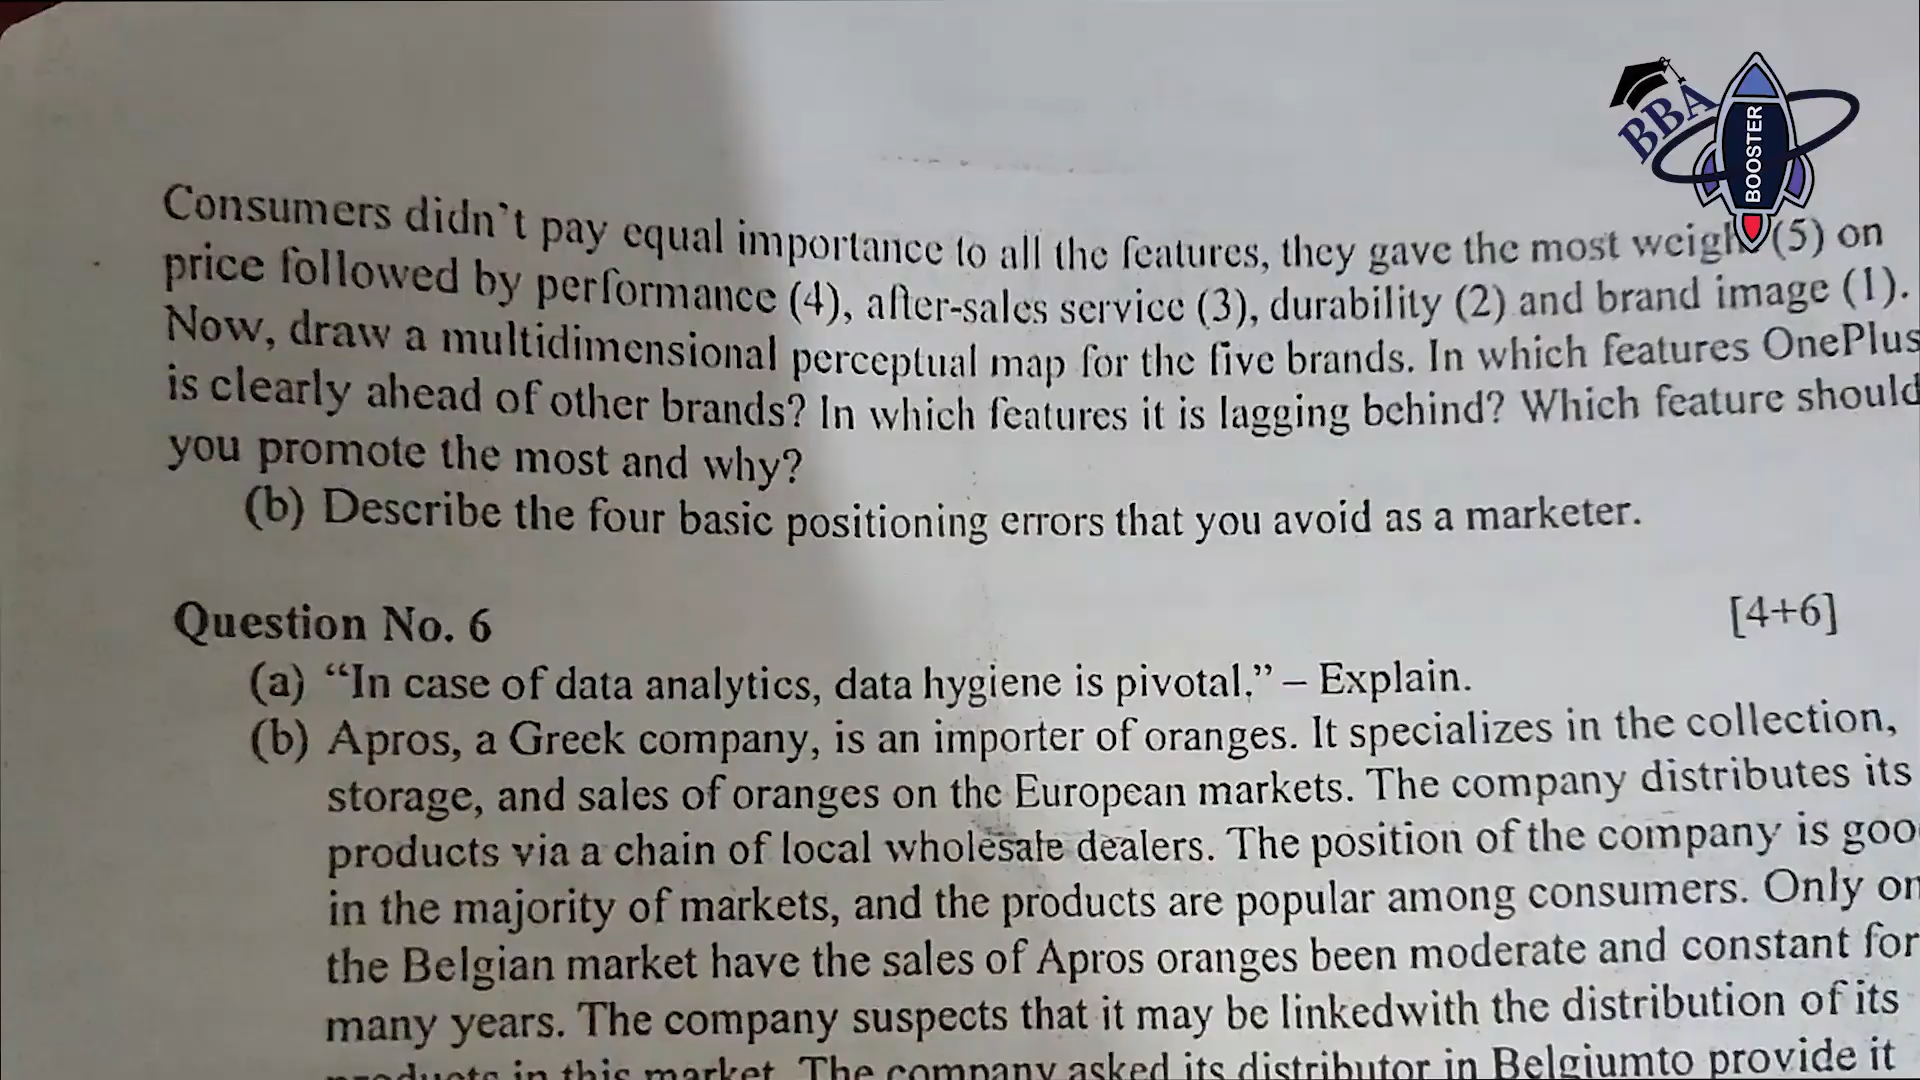 BBA
BOOSTER
Consumers didn't pay equal importance to all the features, they gave the most (5) on
price followed by performance (4), after-sales service (3), durability (2) and brand image (1).
Now, draw a multidimensional perceptual map for the five brands. In which features OnePlus
is clearly ahead of other brands? In which features it is lagging behind? Which feature should
you promote the most and why?
(b) Describe the four basic positioning errors that you avoid as a marketer.
Question No. 6 [4+6]
(a) “In case of data analytics, data hygiene is pivotal.” – Explain.
(b) Apros, a Greek company, is an importer of oranges. It specializes in the collection,
storage, and sales of oranges on the European markets. The company distributes its
products via a chain of local wholesale dealers. The position of the company is goo
in the majority of markets, and the products are popular among consumers. Only on
the Belgian market have the sales of Apros oranges been moderate and constant for
many years. The company suspects that it may be linkedwith the distribution of its
products in this market. The company asked its distributor in Belgiumto provide it